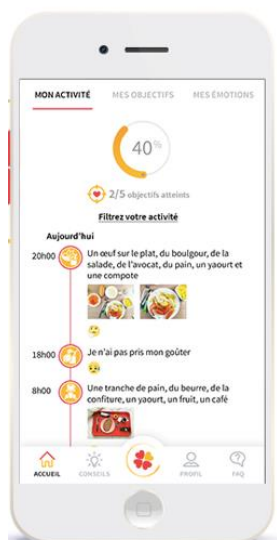 MON ACTIVITÉ MES OBJECTIFS MES ÉMOTIONS
40%
2/5 objectifs atteints
Filtrez votre activité
Aujourd'hui
20h00 Un œuf sur le plat, du boulgour, de la
salade, de l'avocat, du pain, un yaourt et
une compote
18h00 Je n'ai pas pris mon goûter
8h00 Une tranche de pain, du beurre, de la
confiture, un yaourt, un fruit, un café
ACCUEIL CONSEILS PROFIL FAQ